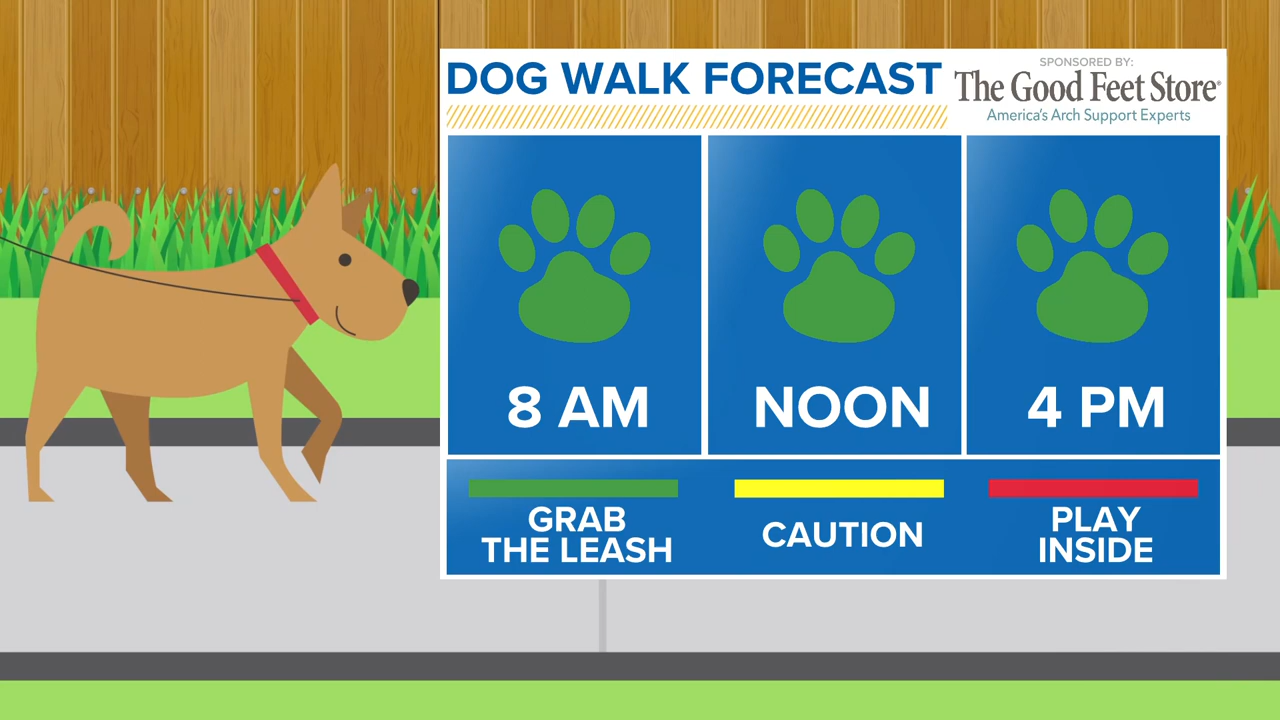 DOG WALK FORECAST
SPONSORED BY:
The Good Feet Store®
America's Arch Support Experts
8 AM
NOON
4 PM
GRAB
THE LEASH
CAUTION
PLAY
INSIDE